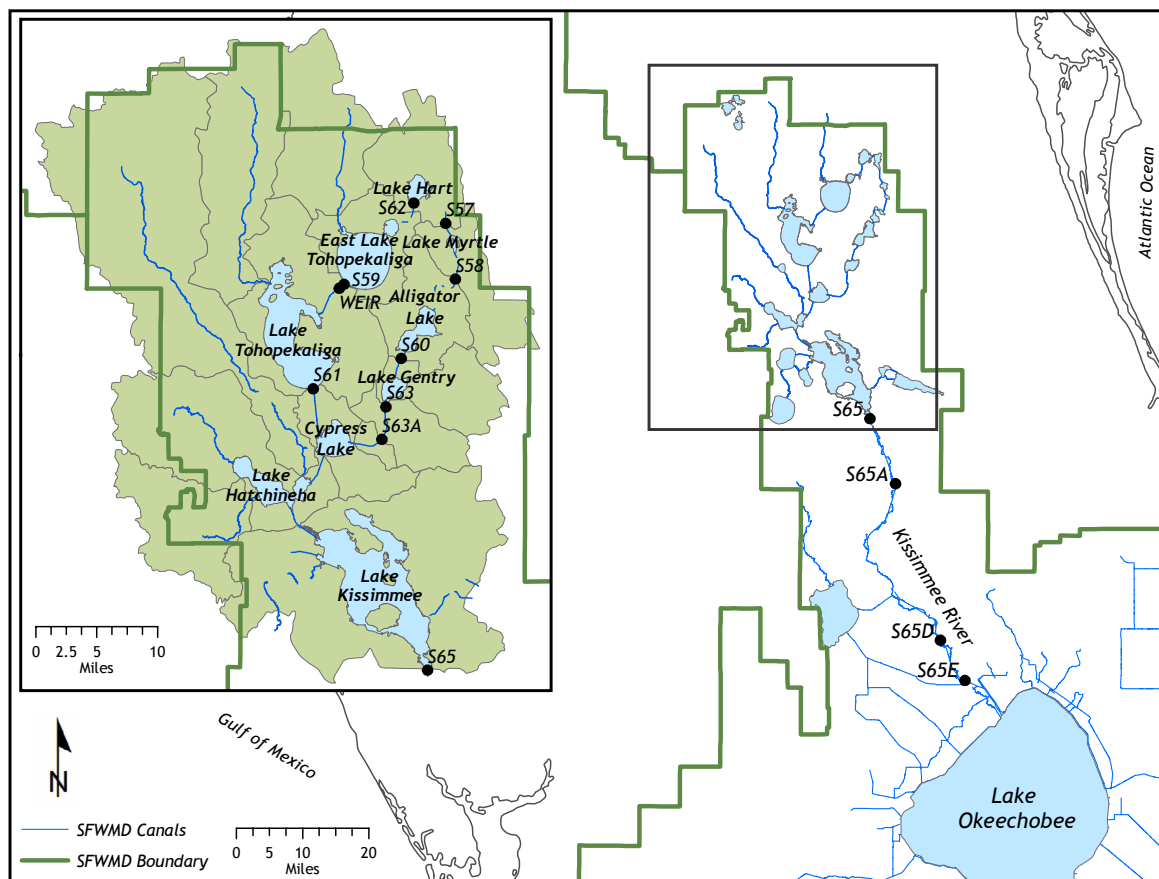 Lake Hart
S62
S57
East Lake
Tohopekaliga
Lake Myrtle
S59
S58
WEIR
Alligator
Lake
Lake
Tohopekaliga
S60
S61
Lake Gentry
S63
Cypress
Lake
S63A
Lake
Hatchineha
Lake
Kissimmee
S65
0 2.5 5 10
Miles
Gulf of Mexico
N
SFWMD Canals
SFWMD Boundary
0 5 10 20
Miles
Atlantic Ocean
S65
S65A
Kissimmee River
S65D
S65E
Lake
Okeechobee